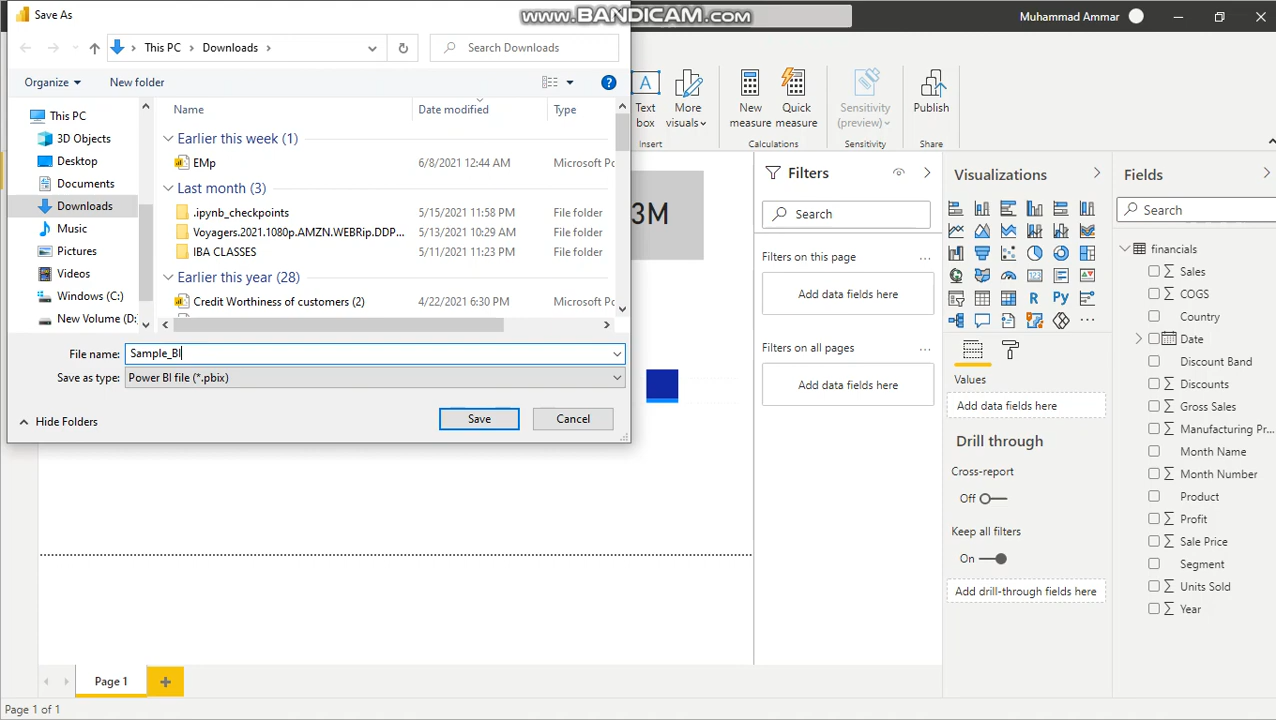 Save As
www.BANDICAM.com
Muhammad Ammar
This PC
Downloads
Search Downloads
Organize
New folder
This PC
3D Objects
Desktop
Documents
Downloads
Music
Pictures
Videos
Windows (C:)
New Volume (D:
Name
Date modified
Type
Earlier this week (1)
EMp
6/8/2021 12:44 AM
Microsoft Pc
Last month (3)
.ipynb_checkpoints
5/15/2021 11:58 PM
File folder
Voyagers.2021.1080p.AMZN.WEBRip.DDP...
5/13/2021 10:29 AM
File folder
IBA CLASSES
5/11/2021 11:23 PM
File folder
Earlier this year (28)
Credit Worthiness of customers (2)
4/22/2021 6:30 PM
Microsoft Pc
File name:
Sample_BI
Save as type:
Power BI file (*.pbix)
Hide Folders
Save
Cancel
A
Text
box
More
visuals
New
measure
Quick
measure
Sensitivity
(preview)
Publish
Insert
Calculations
Sensitivity
Share
3M
Filters
Search
Filters on this page
...
Add data fields here
Filters on all pages
...
Add data fields here
Visualizations
123
R
Py
...
Values
Add data fields here
Drill through
Cross-report
Off
Keep all filters
On
Add drill-through fields here
Fields
Search
financials
Σ Sales
Σ COGS
Country
Date
Discount Band
Σ Discounts
Σ Gross Sales
Σ Manufacturing Pr...
Month Name
Σ Month Number
Product
Σ Profit
Σ Sale Price
Segment
Σ Units Sold
Σ Year
Page 1
Page 1 of 1